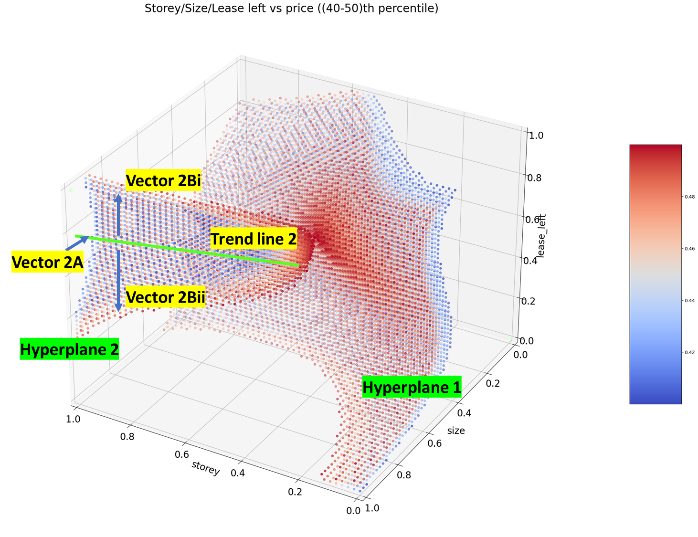 Storey/Size/Lease left vs price ((40-50)th percentile)
Vector 2Bi
Trend line 2
Vector 2A
Vector 2Bii
Hyperplane 2
Hyperplane 1
1.0
0.8
0.6
0.4
0.2
0.0
lease_left
0.0
0.2
0.4
0.6
0.8
1.0
size
1.0
0.8
0.6
0.4
0.2
0.0
storey
0.48
0.46
0.44
0.42